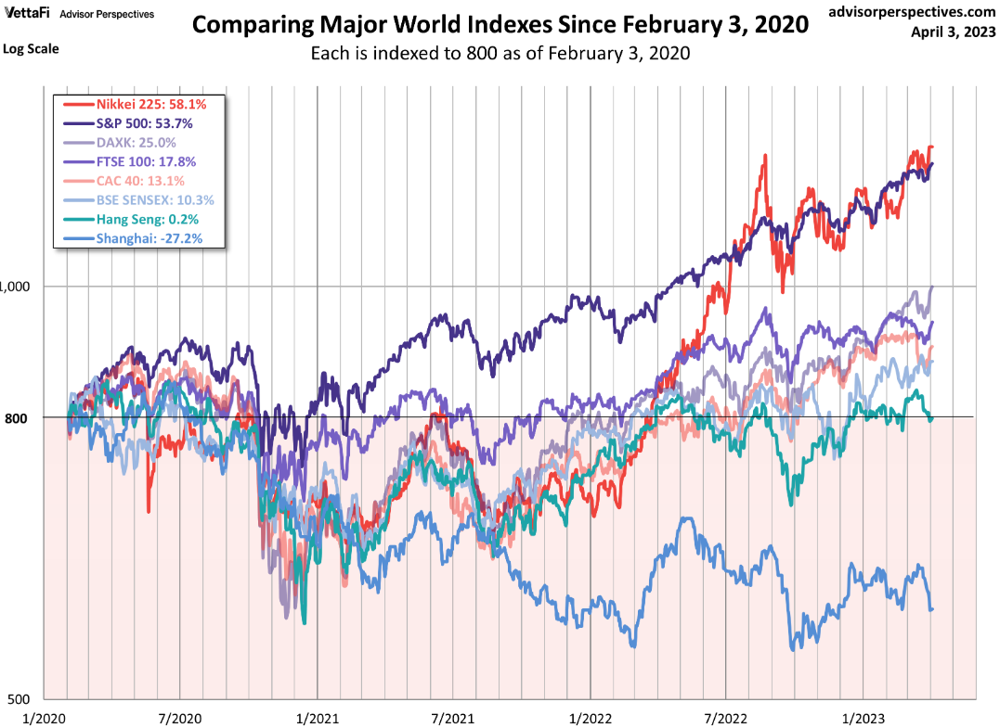 VettaFi Advisor Perspectives
Comparing Major World Indexes Since February 3, 2020
advisorperspectives.com
April 3, 2023
Log Scale
Each is indexed to 800 as of February 3, 2020
Nikkei 225: 58.1%
S&P 500: 53.7%
DAXK: 25.0%
FTSE 100: 17.8%
CAC 40: 13.1%
BSE SENSEX: 10.3%
Hang Seng: 0.2%
Shanghai: -27.2%
1,000
800
500
1/2020 7/2020 1/2021 7/2021 1/2022 7/2022 1/2023